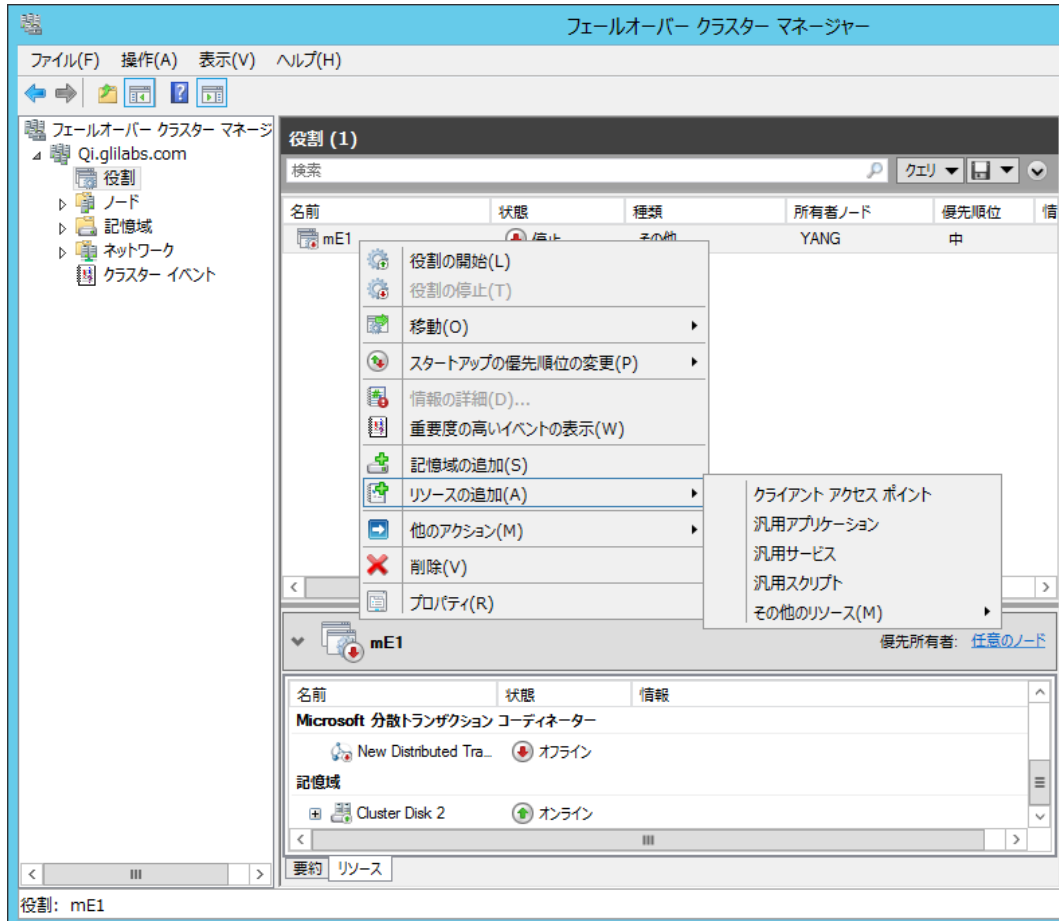 フェールオーバー クラスター マネージャー
ファイル(F) 操作(A) 表示(V) ヘルプ(H)
フェールオーバー クラスター マネージ
Qi.glilabs.com
役割
ノード
記憶域
ネットワーク
クラスター イベント
役割 (1)
検索
クエリ
名前 状態 種類 所有者ノード 優先順位 情
mE1 停止 その他 YANG 中
役割の開始(L)
役割の停止(T)
移動(O)
スタートアップの優先順位の変更(P)
情報の詳細(D)...
重要度の高いイベントの表示(W)
記憶域の追加(S)
リソースの追加(A)
他のアクション(M)
削除(V)
プロパティ(R)
クライアント アクセス ポイント
汎用アプリケーション
汎用サービス
汎用スクリプト
その他のリソース(M)
mE1
優先所有者: 任意のノード
名前 状態 情報
Microsoft 分散トランザクション コーディネーター
New Distributed Tra... オフライン
記憶域
Cluster Disk 2 オンライン
要約 リソース
役割: mE1